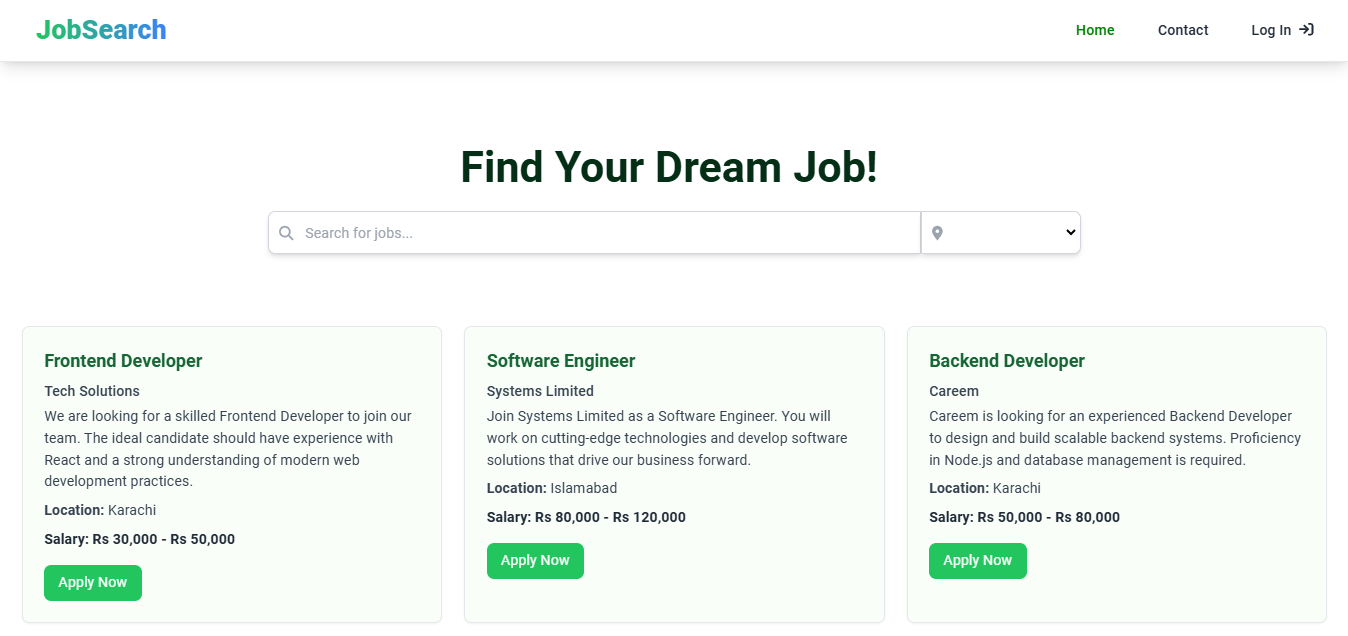 JobSearch
Home Contact Log In
Find Your Dream Job!
Search for jobs...
Frontend Developer
Tech Solutions
We are looking for a skilled Frontend Developer to join our
team. The ideal candidate should have experience with
React and a strong understanding of modern web
development practices.
Location: Karachi
Salary: Rs 30,000 - Rs 50,000
Apply Now
Software Engineer
Systems Limited
Join Systems Limited as a Software Engineer. You will
work on cutting-edge technologies and develop software
solutions that drive our business forward.
Location: Islamabad
Salary: Rs 80,000 - Rs 120,000
Apply Now
Backend Developer
Careem
Careem is looking for an experienced Backend Developer
to design and build scalable backend systems. Proficiency
in Node.js and database management is required.
Location: Karachi
Salary: Rs 50,000 - Rs 80,000
Apply Now